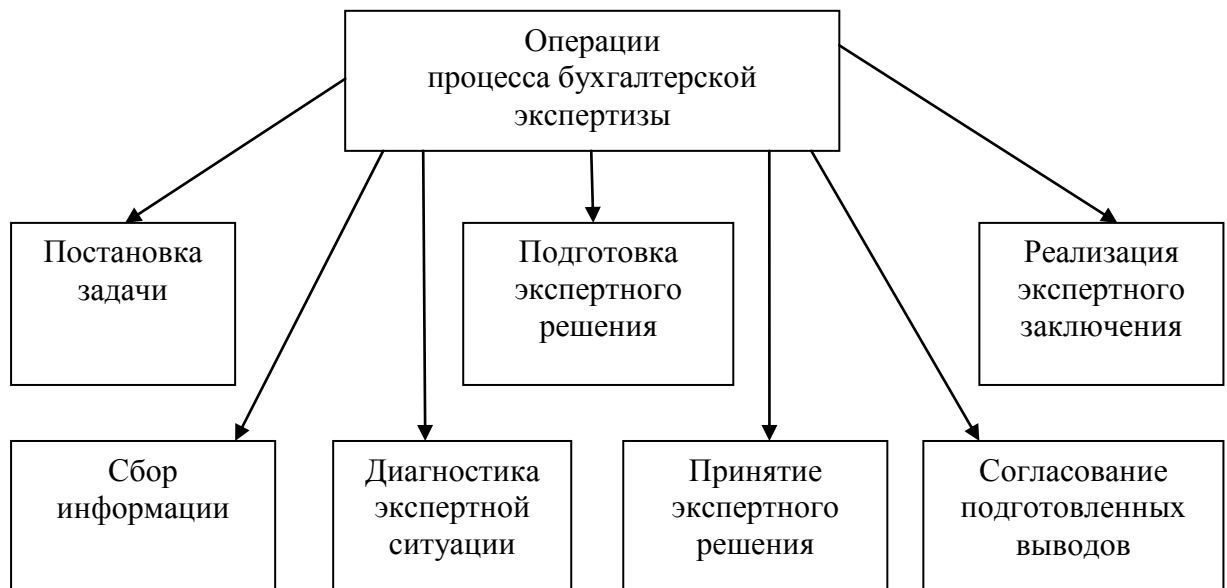 Операции
процесса бухгалтерской
экспертизы
Постановка
задачи
Подготовка
экспертного
решения
Реализация
экспертного
заключения
Сбор
информации
Диагностика
экспертной
ситуации
Принятие
экспертного
решения
Согласование
подготовленных
выводов